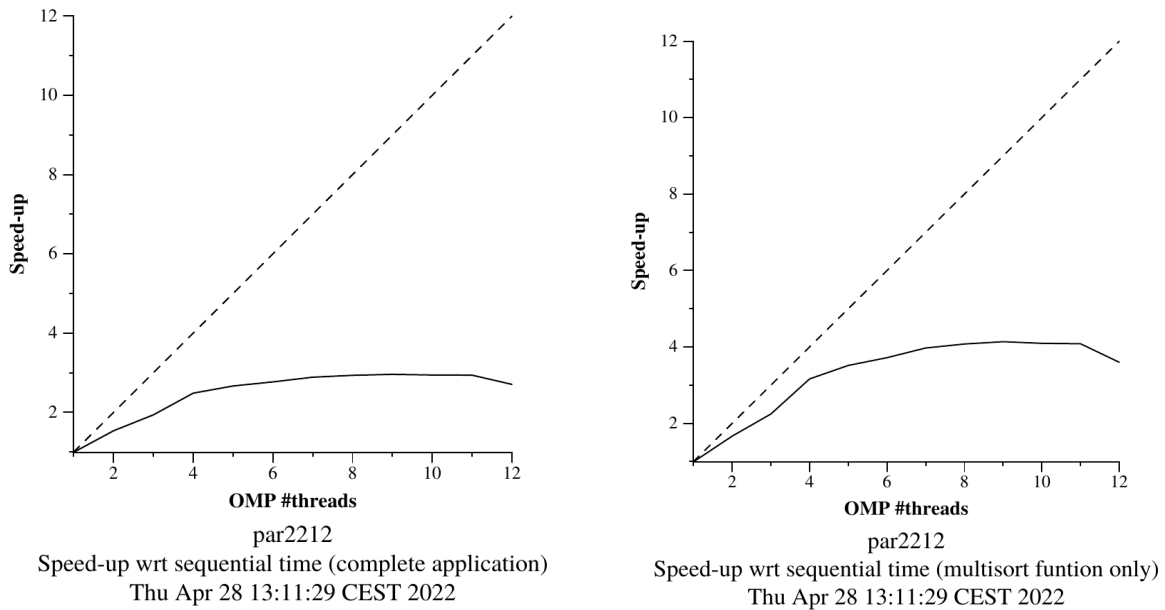 12
10
8
6
4
2
Speed-up
2 4 6 8 10 12
OMP #threads
par2212
Speed-up wrt sequential time (complete application)
Thu Apr 28 13:11:29 CEST 2022
12
10
8
6
4
2
Speed-up
2 4 6 8 10 12
OMP #threads
par2212
Speed-up wrt sequential time (multisort funtion only)
Thu Apr 28 13:11:29 CEST 2022